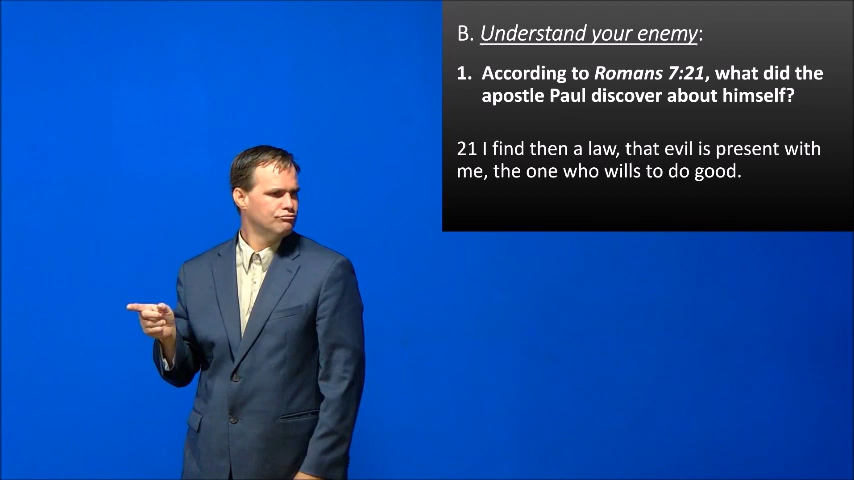 B. Understand your enemy:
1. According to Romans 7:21, what did the
apostle Paul discover about himself?
21 I find then a law, that evil is present with
me, the one who wills to do good.